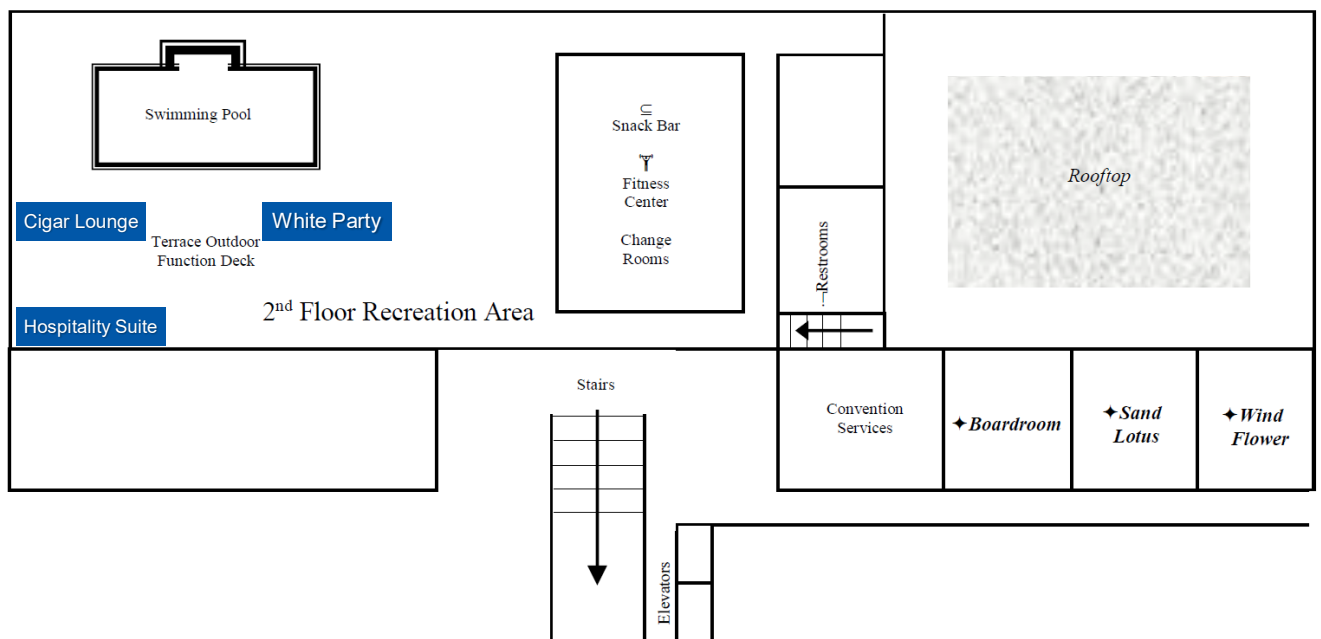 Swimming Pool
Snack Bar
Fitness
Center
Change
Rooms
Restrooms
Rooftop
Cigar Lounge
White Party
Terrace Outdoor
Function Deck
Hospitality Suite
2nd Floor Recreation Area
Stairs
Convention
Services
✦Boardroom
✦Sand
Lotus
✦Wind
Flower
Elevators